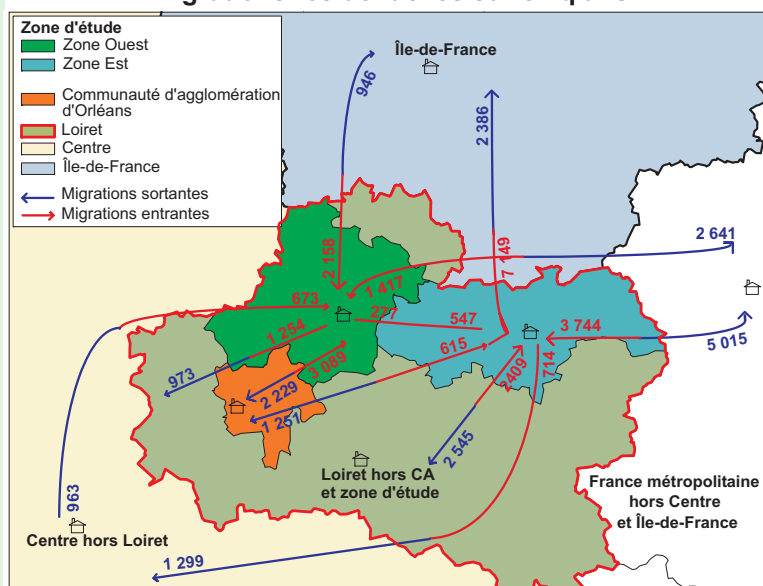 Zone d'étude
Zone Ouest
Zone Est
Communauté d'agglomération
d'Orléans
Loiret
Centre
Île-de-France
Migrations sortantes
Migrations entrantes
Île-de-France
946
2 386
2 158
7 149
2 641
1 417
673
277
547
3 744
5 015
1 254
615
714
3 089
973
2409
2 229
1 251
2 545
Loiret hors CA
et zone d'étude
France métropolitaine
hors Centre
et Île-de-France
963
Centre hors Loiret
1 299